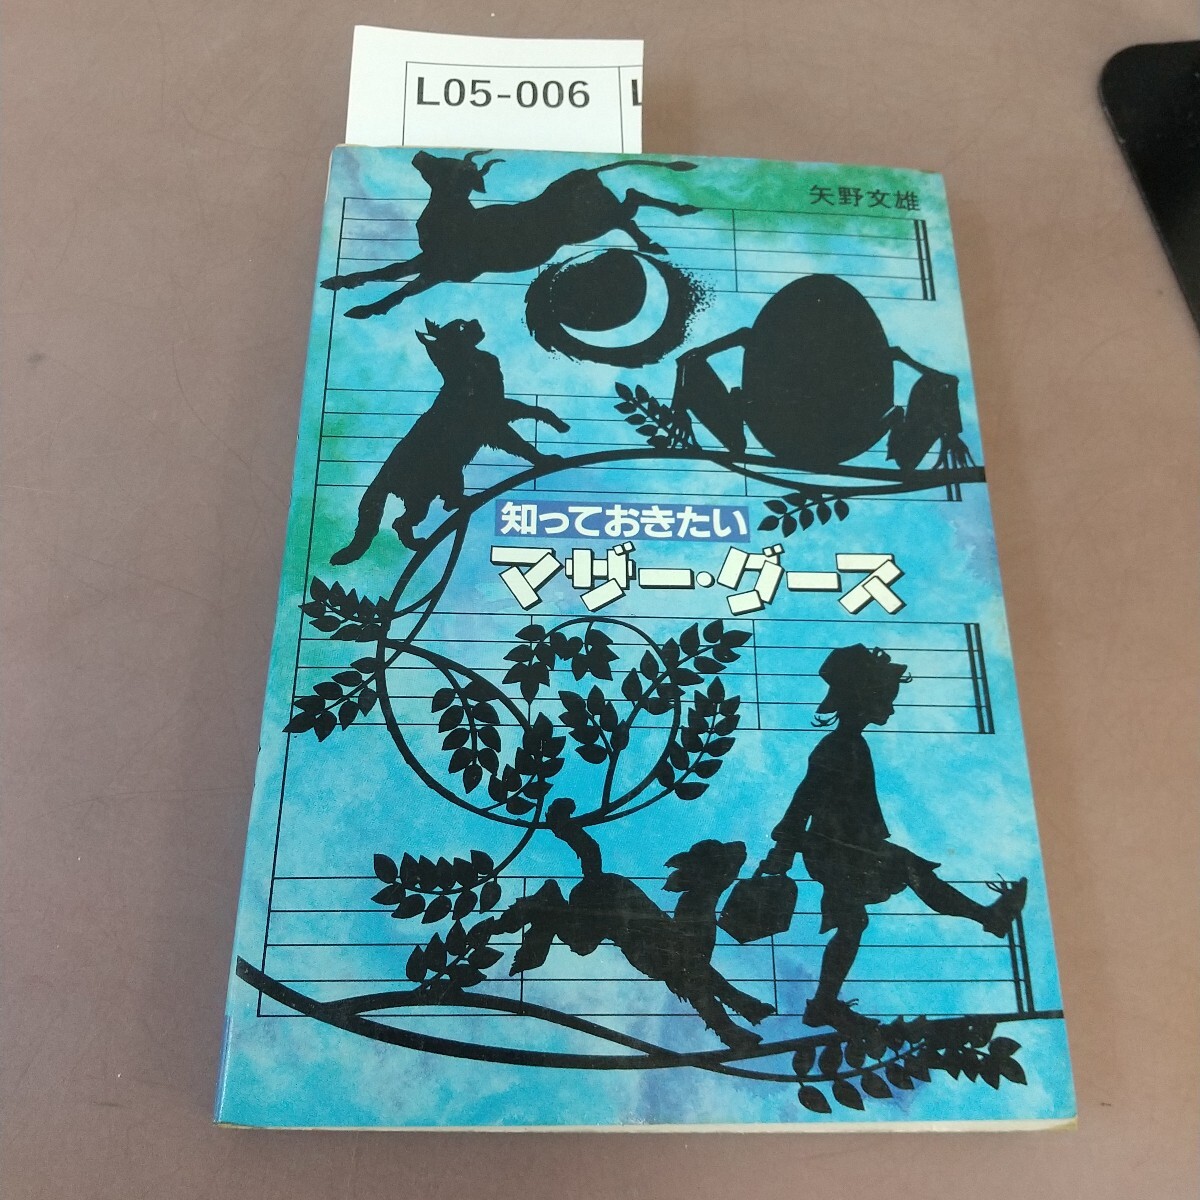 L05-006
矢野文雄
知っておきたい
マザー・グース